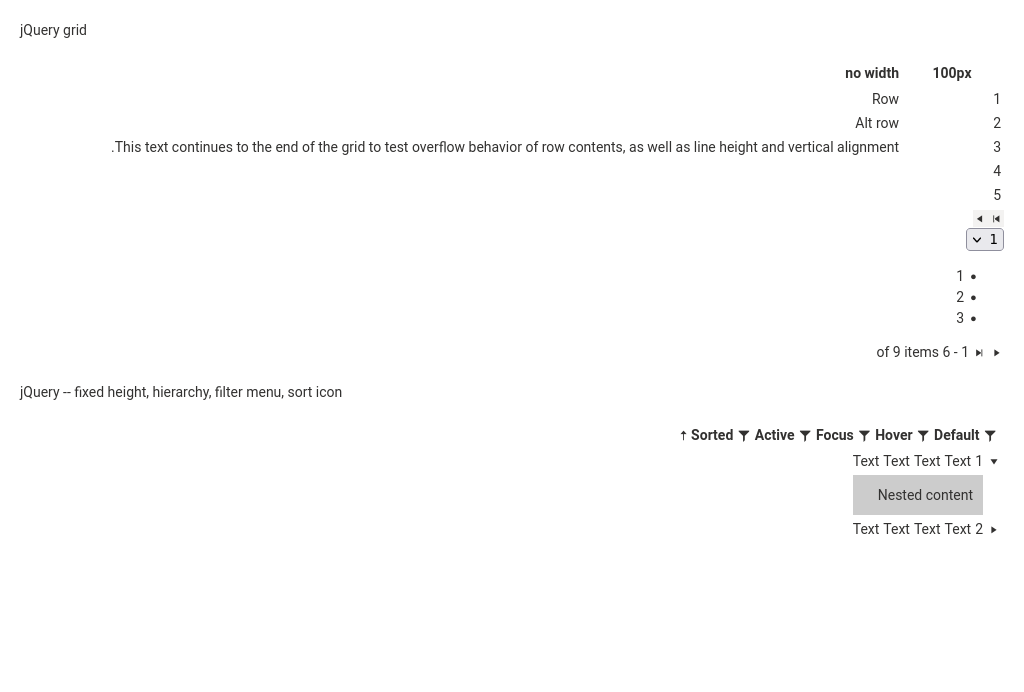 jQuery grid
no width 100px
Row 1
Alt row 2
.This text continues to the end of the grid to test overflow behavior of row contents, as well as line height and vertical alignment 3
4
5
1
1 •
2 •
3 •
of 9 items 6 - 1
jQuery -- fixed height, hierarchy, filter menu, sort icon
Sorted Active Focus Hover Default
Text Text Text Text 1
Nested content
Text Text Text Text 2